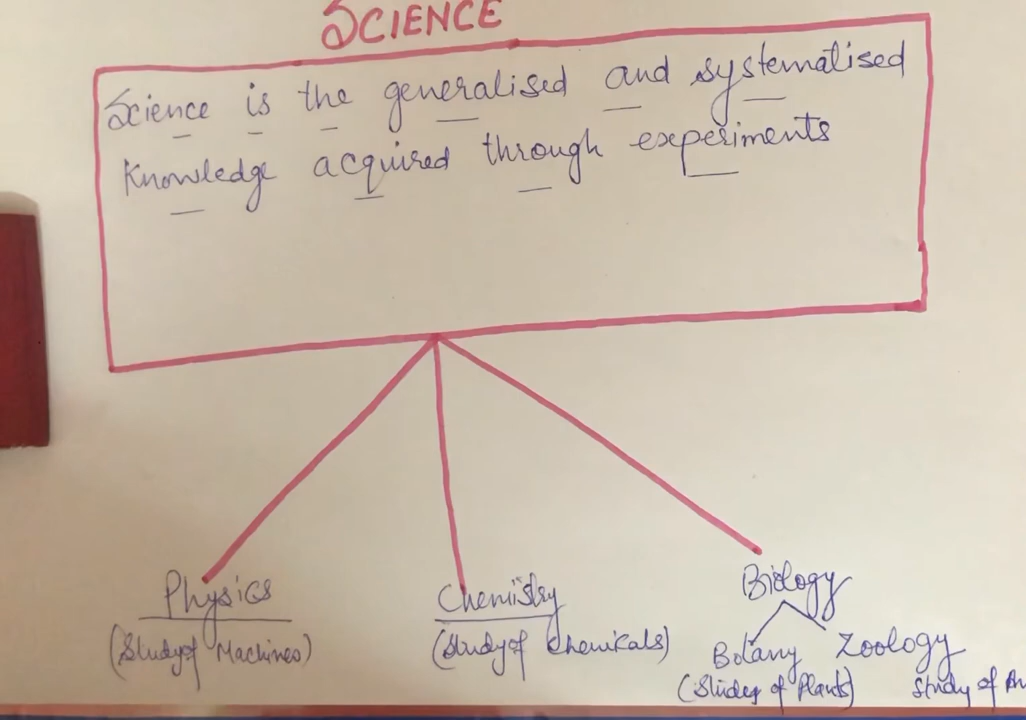 SCIENCE
Science is the generalised and systematised
Knowledge acquired through experiments
Physics
(Study of Machines)
Chemistry
(Study of Chemicals)
Biology
Botany Zoology
(Study of Plants) Study of